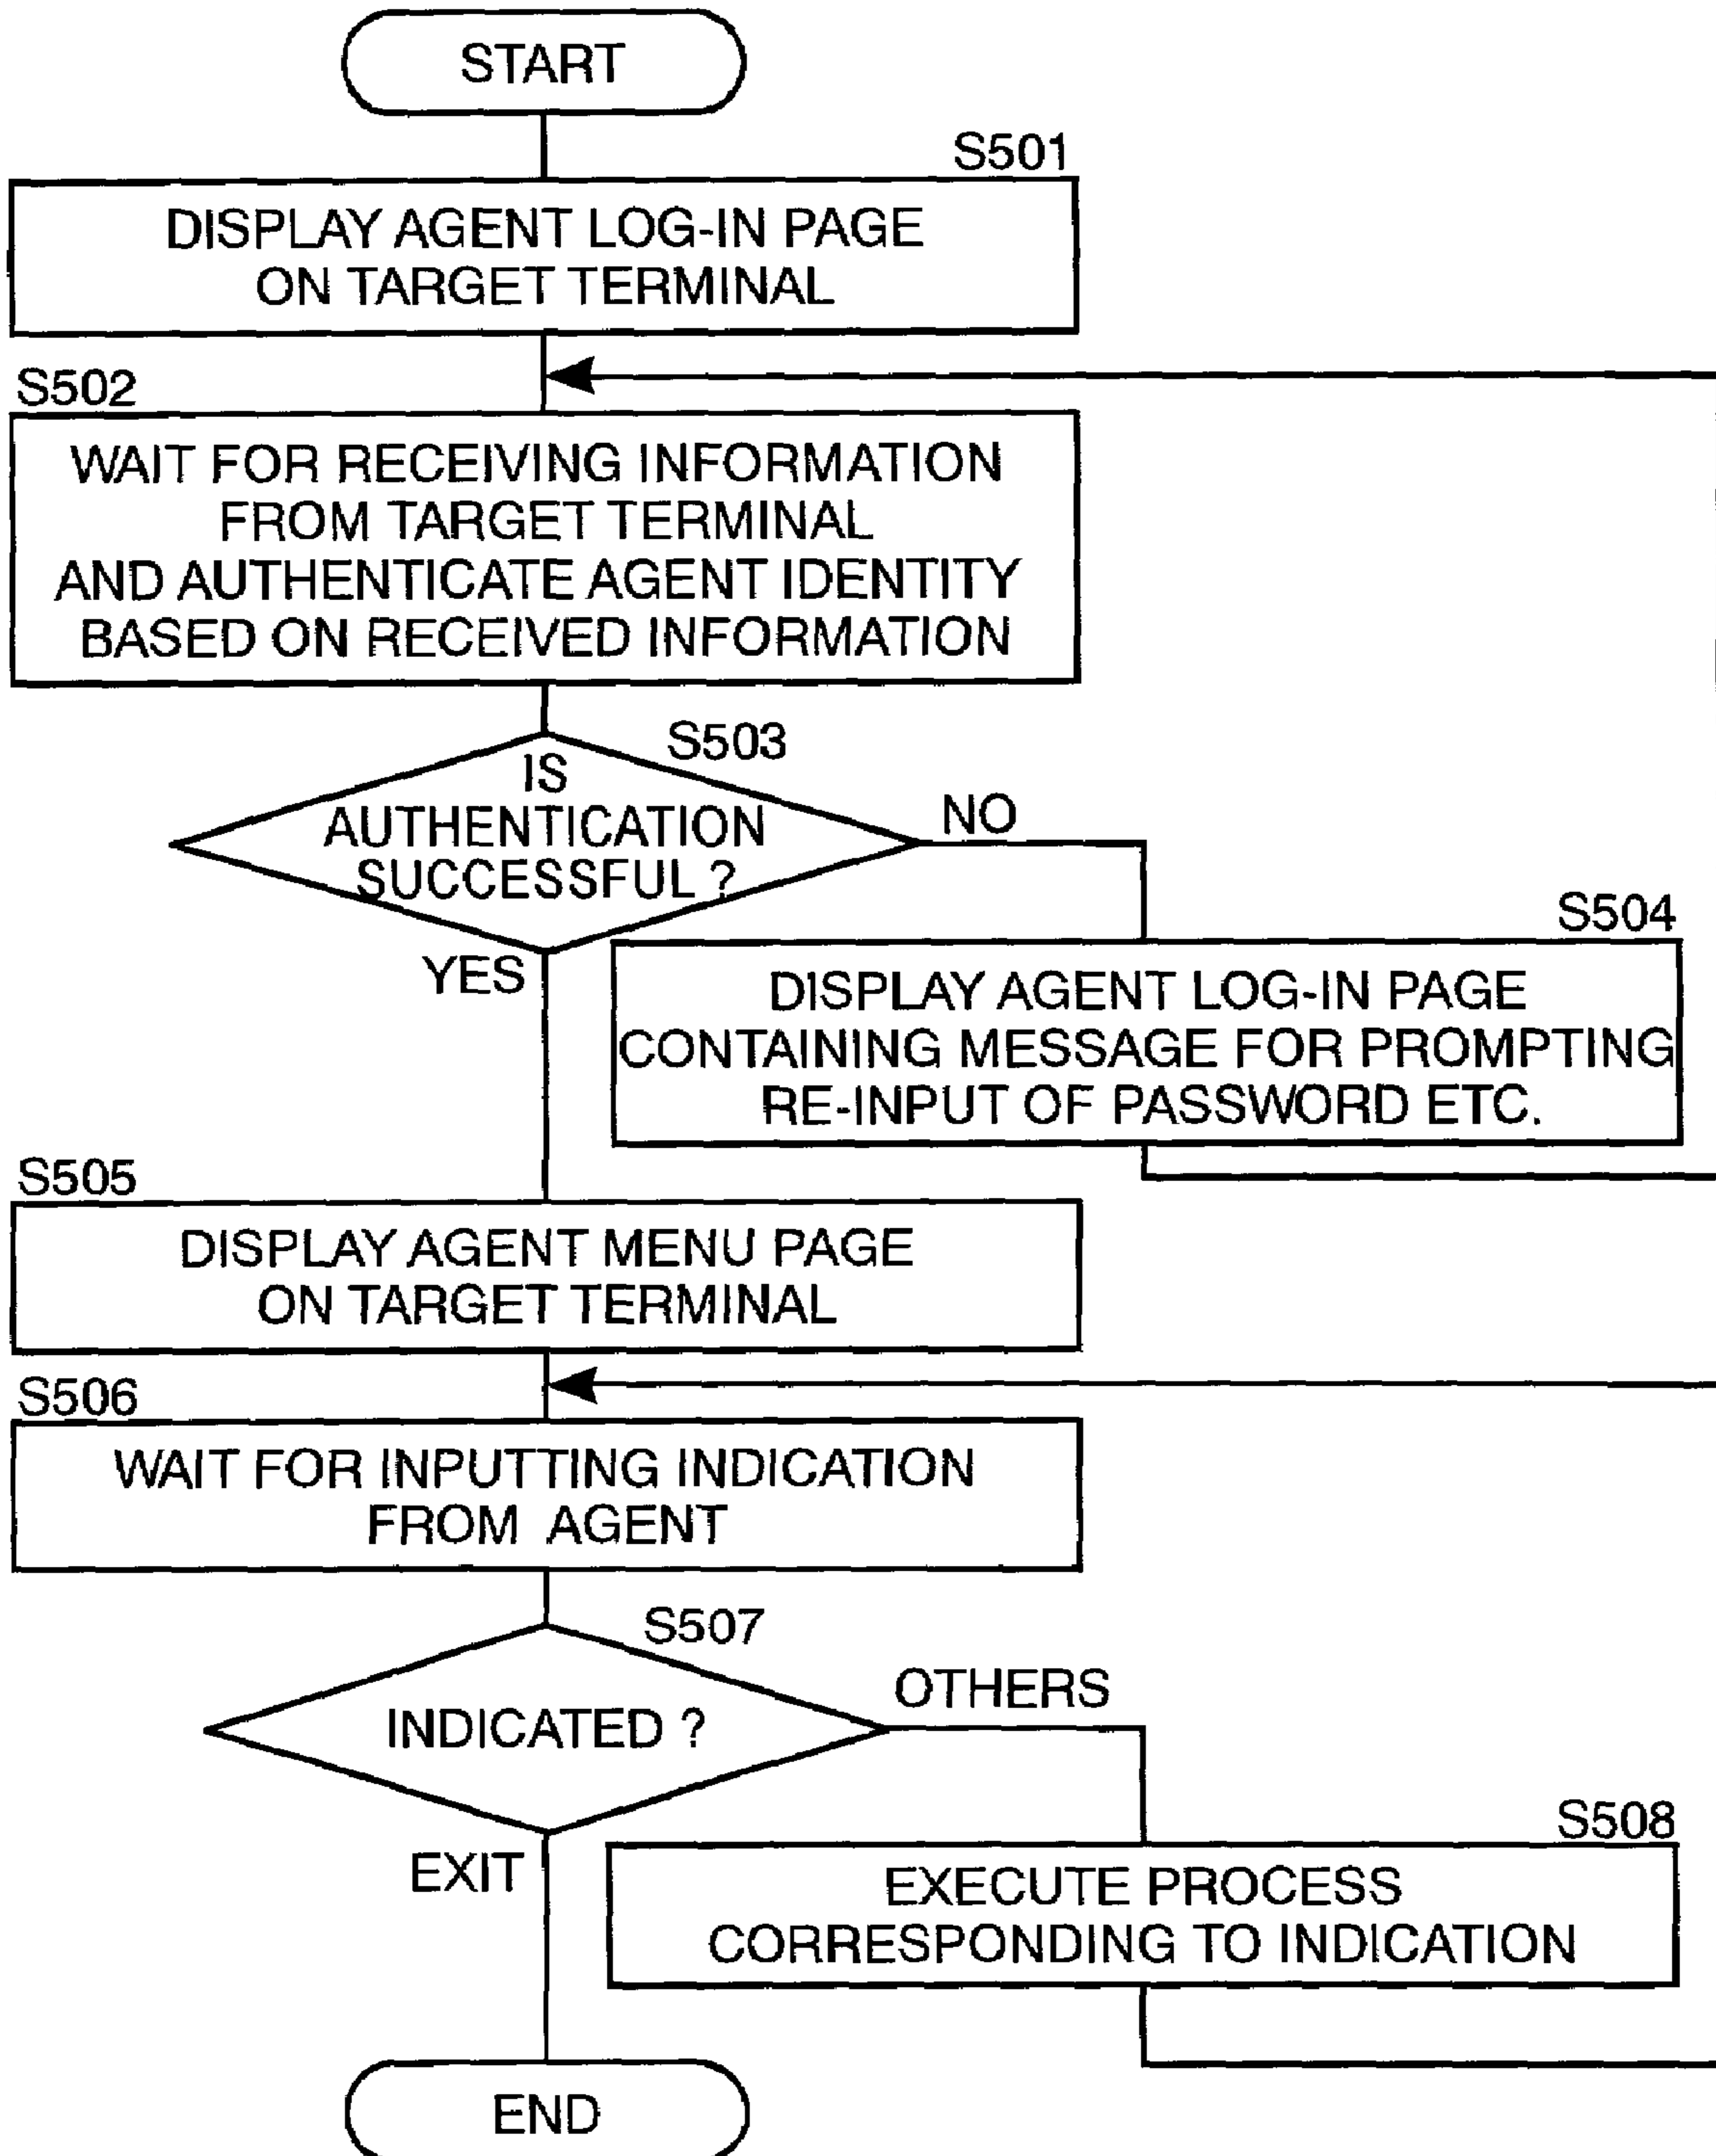 START
S501
DISPLAY AGENT LOG-IN PAGE
ON TARGET TERMINAL
S502
WAIT FOR RECEIVING INFORMATION
FROM TARGET TERMINAL
AND AUTHENTICATE AGENT IDENTITY
BASED ON RECEIVED INFORMATION
S503
IS
AUTHENTICATION
SUCCESSFUL ?
NO
YES
S504
DISPLAY AGENT LOG-IN PAGE
CONTAINING MESSAGE FOR PROMPTING
RE-INPUT OF PASSWORD ETC.
S505
DISPLAY AGENT MENU PAGE
ON TARGET TERMINAL
S506
WAIT FOR INPUTTING INDICATION
FROM AGENT
S507
INDICATED ?
OTHERS
EXIT
S508
EXECUTE PROCESS
CORRESPONDING TO INDICATION
END